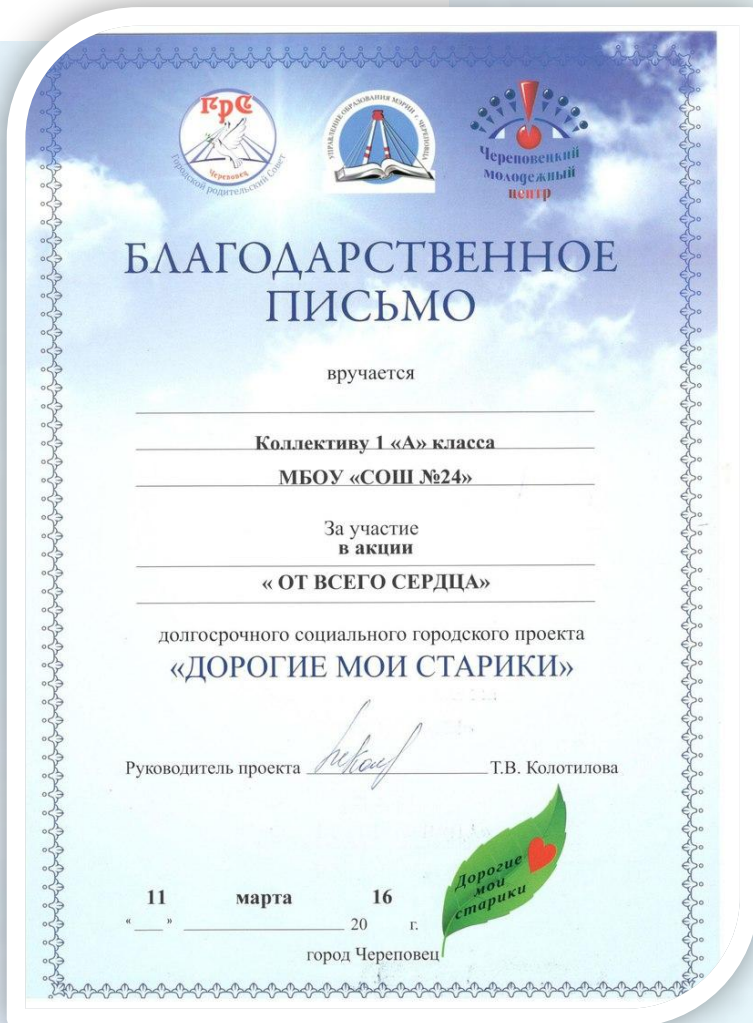 ГРС
Череповец
Городской родительский Совет
УПРАВЛЕНИЕ ОБРАЗОВАНИЯ МЭРИИ г. ЧЕРЕПОВЦА
Череповецкий
молодежный
центр
БЛАГОДАРСТВЕННОЕ
ПИСЬМО
вручается
Коллективу 1 «А» класса
МБОУ «СОШ №24»
За участие
в акции
« ОТ ВСЕГО СЕРДЦА»
долгосрочного социального городского проекта
«ДОРОГИЕ МОИ СТАРИКИ»
Руководитель проекта Т.В. Колотилова
Дорогие
мои
старики
11 марта 16
« » 20 г.
город Череповец